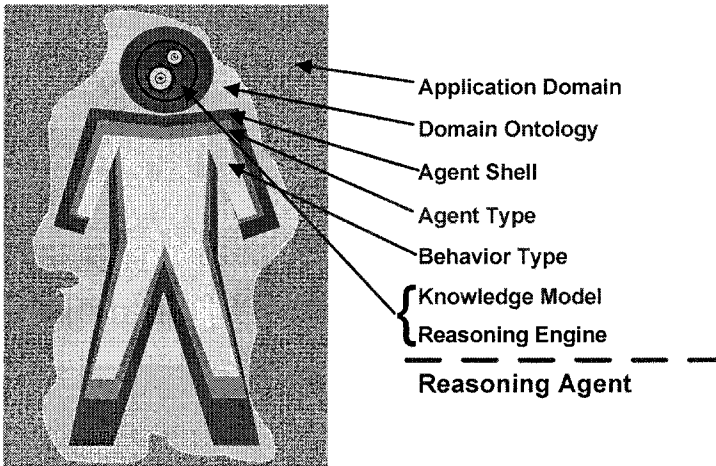 Application Domain
Domain Ontology
Agent Shell
Agent Type
Behavior Type
Knowledge Model
Reasoning Engine
Reasoning Agent